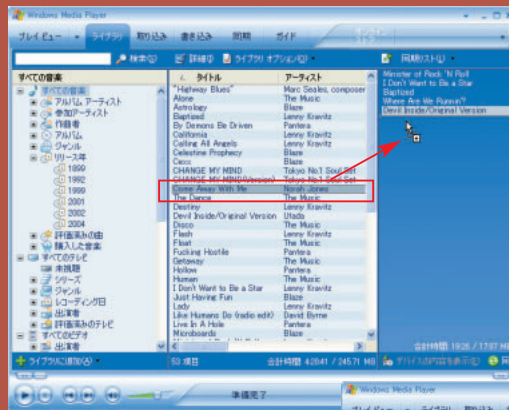 Windows Media Player
プレイ ビュー
ライブラリ
取り込み
書き込み
同期
ガイド
検索(S)
詳細(I)
ライブラリ オプション(O)
同期リスト(L)
すべての音楽
すべての音楽
アルバム アーティスト
参加アーティスト
作曲者
アルバム
ジャンル
リリース年
1899
1992
1999
2001
2002
2004
評価済みの曲
購入した音楽
すべてのテレビ
未視聴
シリーズ
ジャンル
レコーディング日
出演者
評価済みのテレビ
すべてのビデオ
出演者
ライブラリに追加(A)
タイトル アーティスト
"Highway Blues" Marc Seales, composer
Alone The Music
Astrology Blaze
Baptized Lenny Kravitz
By Demons Be Driven Pantera
California Lenny Kravitz
Calling All Angels Lenny Kravitz
Celestine Prophecy Blaze
Blaze
CHANGE MY MIND Tokyo No.1 Soul Set
CHANGE MY MIND(Version) Tokyo No.1 Soul Set
Come Away With Me Norah Jones
The Dance The Music
Destiny Lenny Kravitz
Devil Inside/Original Version Utada
Disco The Music
Flash Lenny Kravitz
Float The Music
Fucking Hostile Pantera
Getaway The Music
Hollow Pantera
Human The Music
I Don't Want to Be a Star Lenny Kravitz
Just Having Fun Blaze
Lady Lenny Kravitz
Like Humans Do (radio edit) David Byrne
Live In A Hole Pantera
Microboards Blaze
53 項目
Minister of Rock 'N Roll
I Don't Want to Be a Star
Baptized
Where Are We Runnin'?
Devil Inside/Original Version
準備完了
Windows Media Player